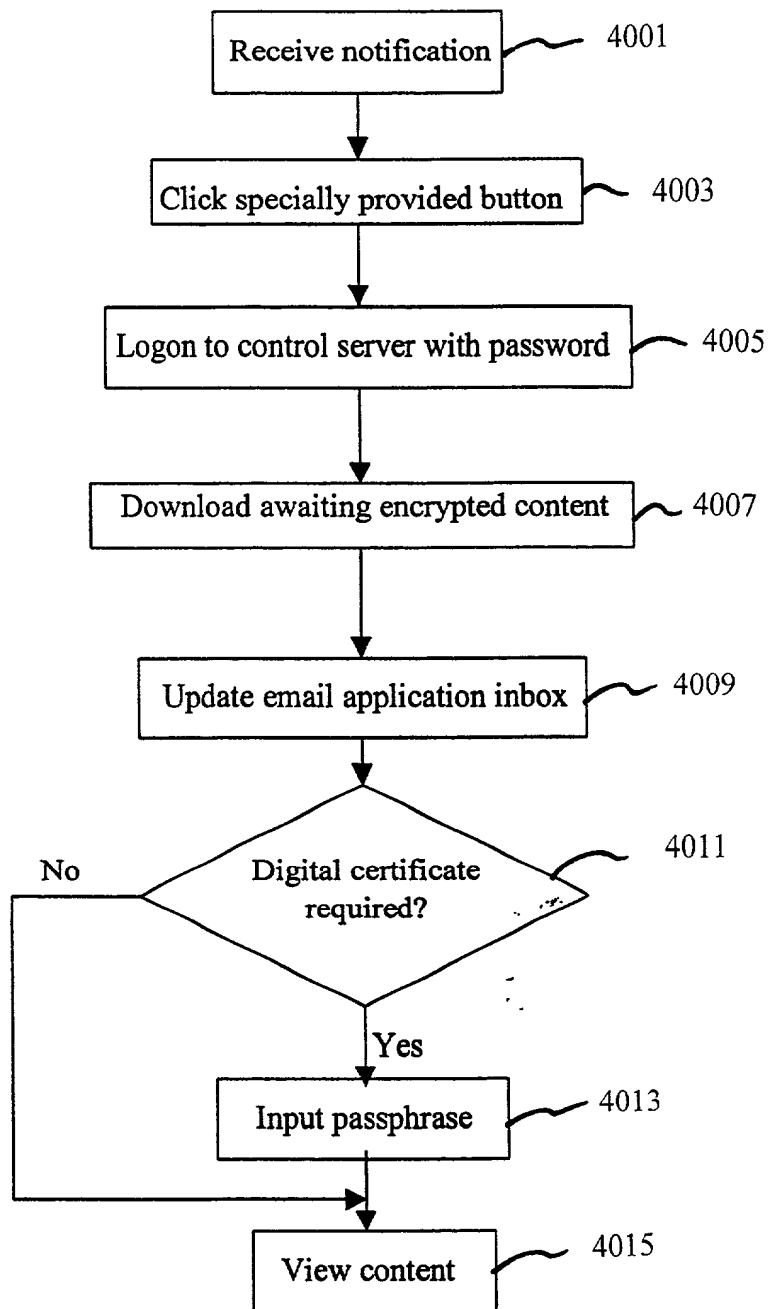 Receive notification
4001
Click specially provided button
4003
Logon to control server with password
4005
Download awaiting encrypted content
4007
Update email application inbox
4009
Digital certificate
required?
4011
No
Yes
Input passphrase
4013
View content
4015